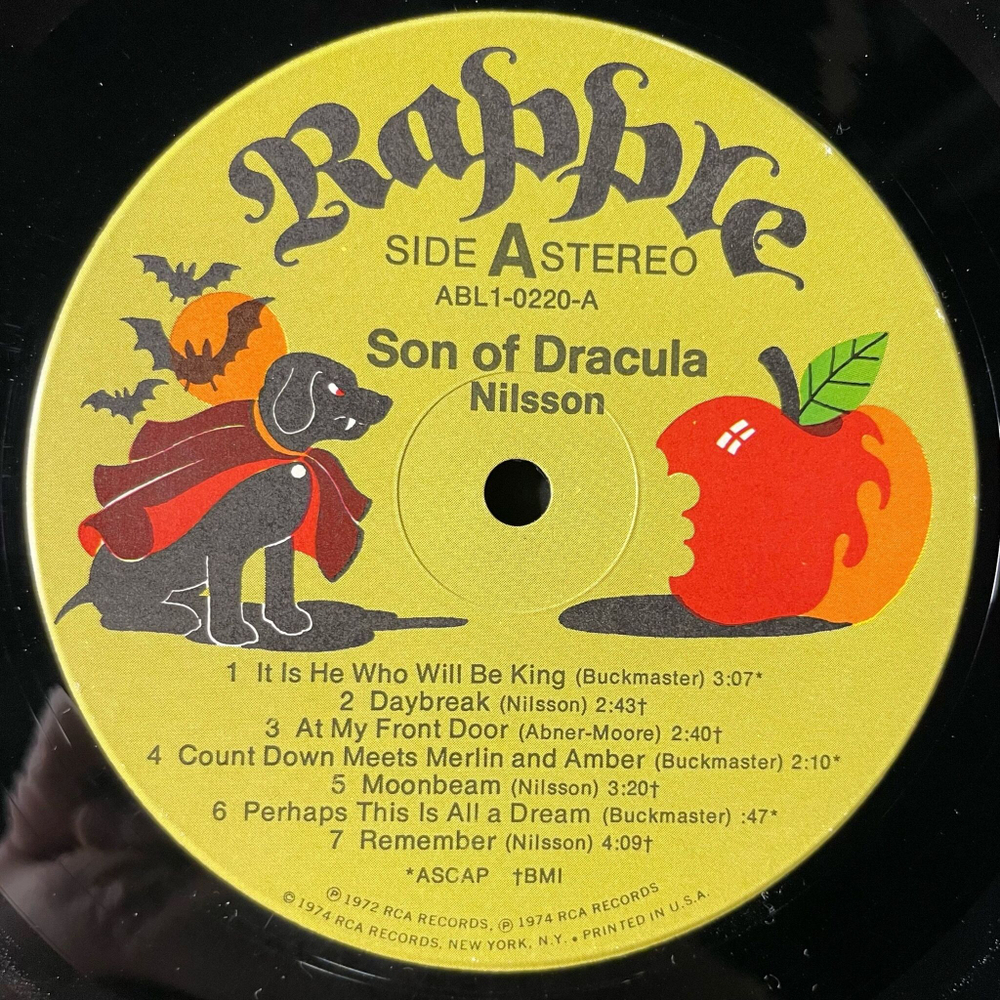 Rapple
SIDE A STEREO
ABL1-0220-A
Son of Dracula
Nilsson
1 It Is He Who Will Be King (Buckmaster) 3:07*
2 Daybreak (Nilsson) 2:43†
3 At My Front Door (Abner-Moore) 2:40†
4 Count Down Meets Merlin and Amber (Buckmaster) 2:10*
5 Moonbeam (Nilsson) 3:20†
6 Perhaps This Is All a Dream (Buckmaster) :47*
7 Remember (Nilsson) 4:09†
*ASCAP †BMI
℗ 1972 RCA RECORDS, ℗ 1974 RCA RECORDS
© 1974 RCA RECORDS, NEW YORK, N.Y. • PRINTED IN U.S.A.